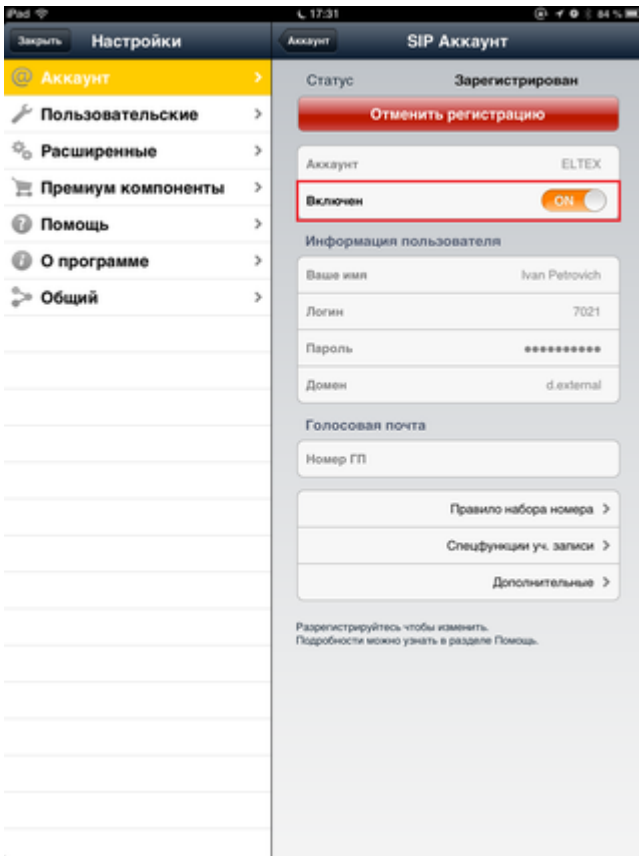 iPad 17:31 84 %
Закрыть Настройки
Аккаунт
Пользовательские
Расширенные
Премиум компоненты
Помощь
О программе
Общий
Аккаунт SIP Аккаунт
Статус Зарегистрирован
Отменить регистрацию
Аккаунт ELTEX
Включен ON
Информация пользователя
Ваше имя Ivan Petrovich
Логин 7021
Пароль ●●●●●●●●●●
Домен d.external
Голосовая почта
Номер ГП
Правило набора номера
Спецфункции уч. записи
Дополнительные
Разрегистрируйтесь чтобы изменить.
Подробности можно узнать в разделе Помощь.